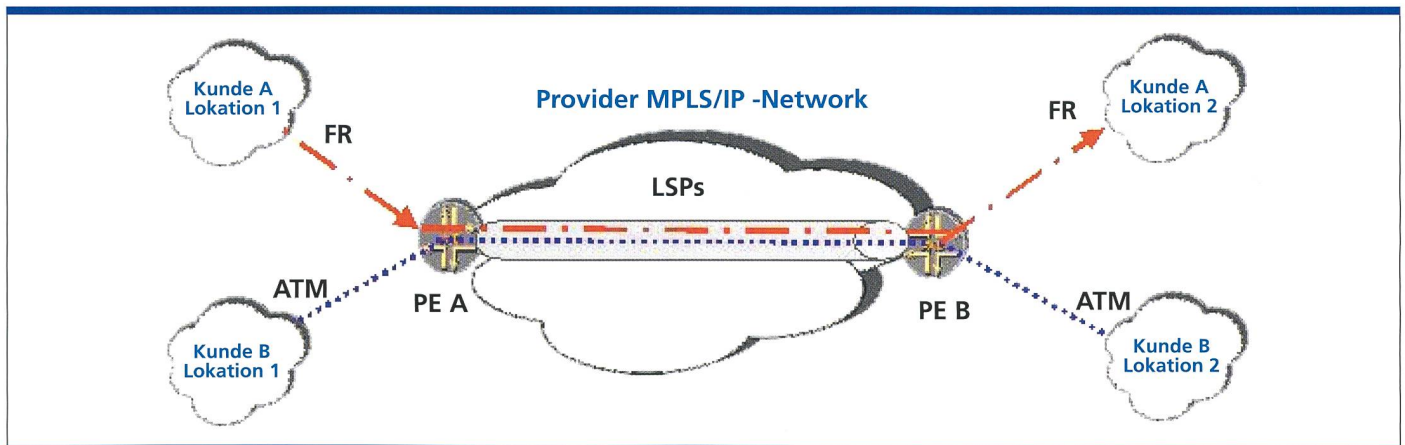 Kunde A
Lokation 1
FR
Provider MPLS/IP -Network
FR
Kunde A
Lokation 2
LSPs
ATM
PE A
PE B
ATM
Kunde B
Lokation 1
Kunde B
Lokation 2